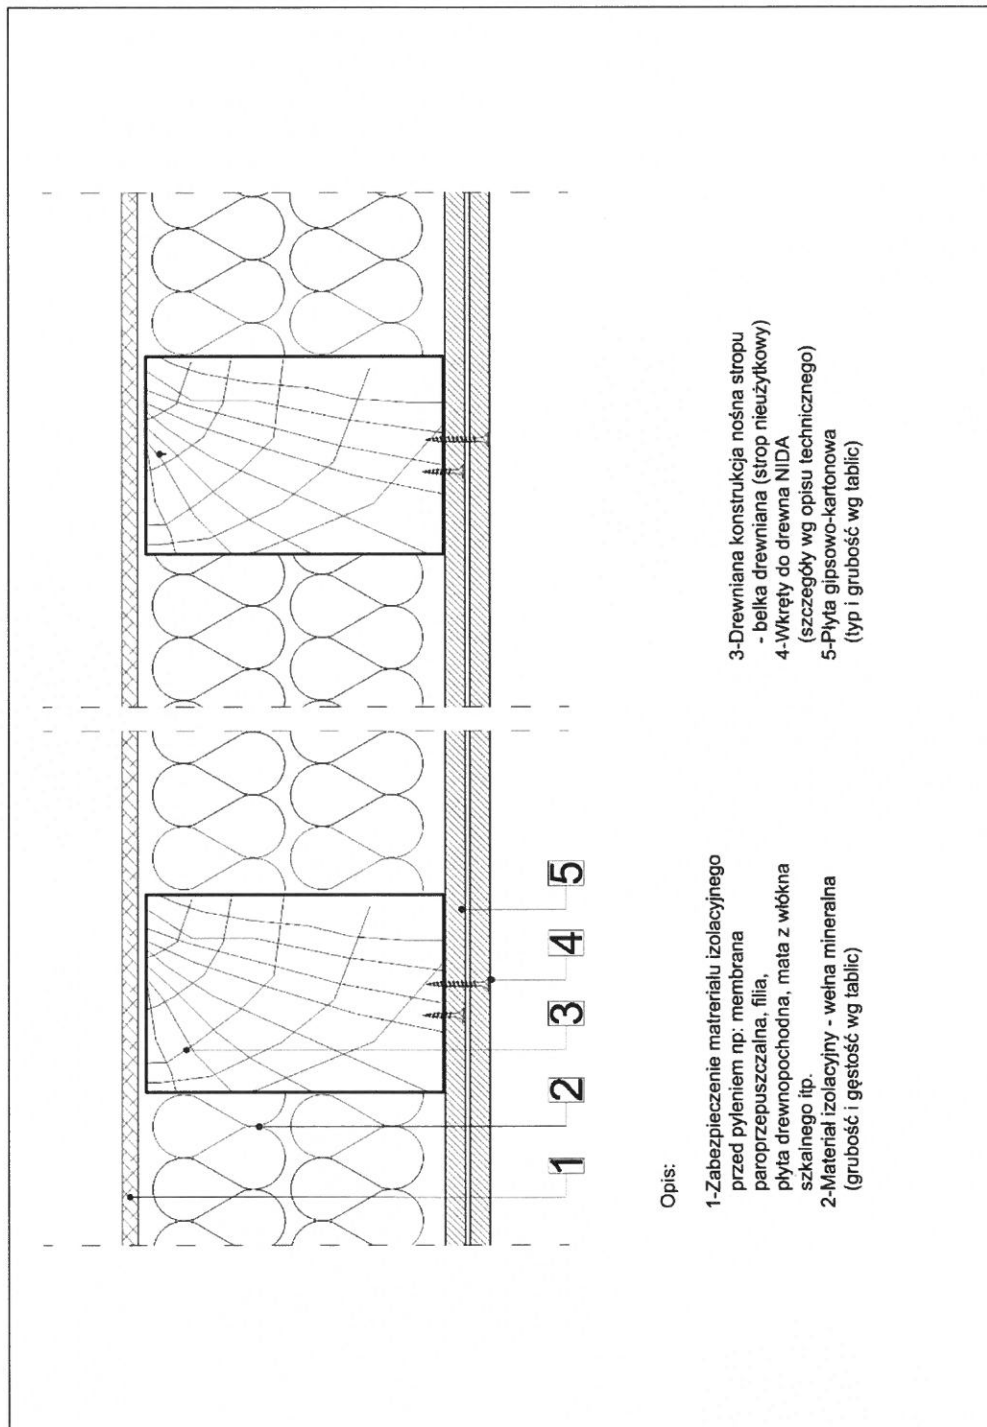 1
2
3
4
5
Opis:
1-Zabezpieczenie matreriału izolacyjnego
przed pyleniem np: membrana
paroprzepuszczalna, filia,
płyta drewnopochodna, mata z włókna
szkalnego itp.
2-Materiał izolacyjny - wełna mineralna
(grubość i gęstość wg tablic)
3-Drewniana konstrukcja nośna stropu
- belka drewniana (strop nieużytkowy)
4-Wkręty do drewna NIDA
(szczegóły wg opisu technicznego)
5-Płyta gipsowo-kartonowa
(typ i grubość wg tablic)